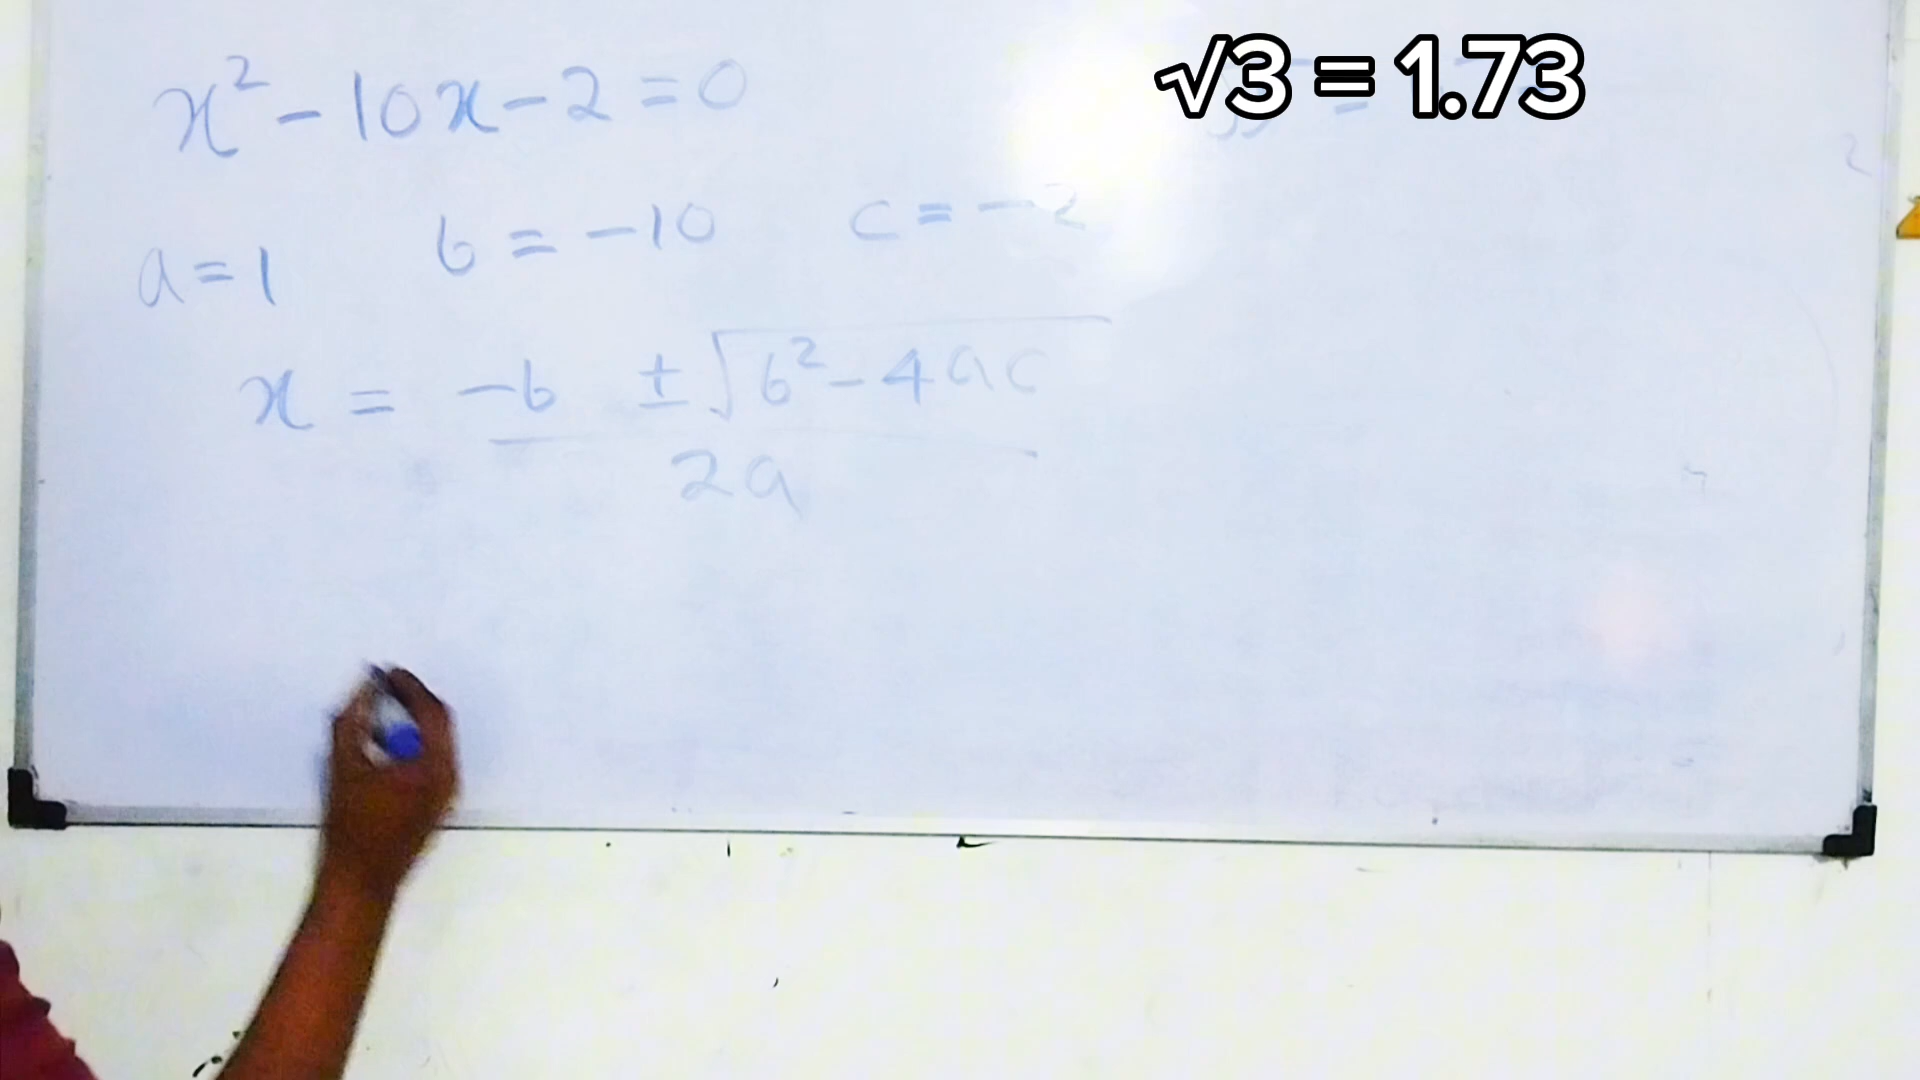 √3 = 1.73
x² - 10x - 2 = 0
a = 1 b = -10 c = -2
x = -b ± √b² - 4ac
2a